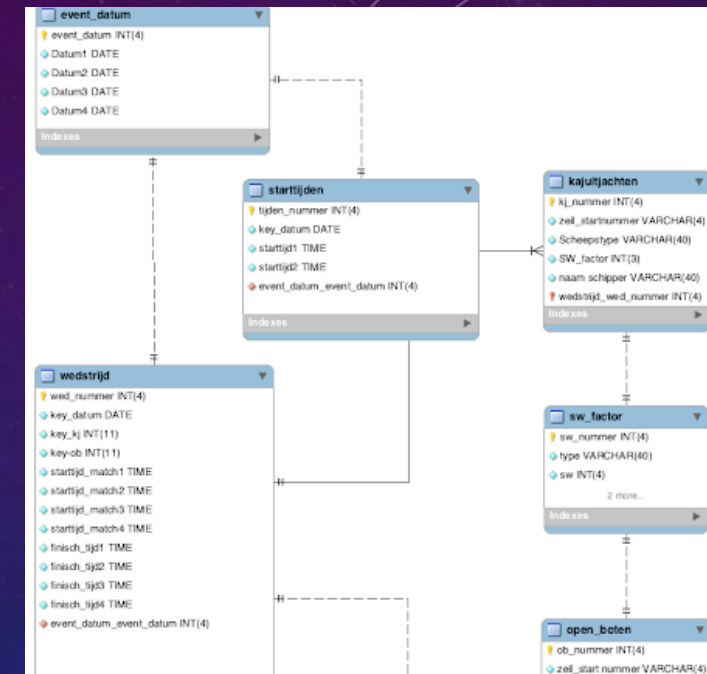 event_datum
event_datum INT(4)
Datum1 DATE
Datum2 DATE
Datum3 DATE
Datum4 DATE
Indexes
starttijden
tijden_nummer INT(4)
key_datum DATE
starttijd1 TIME
starttijd2 TIME
event_datum_event_datum INT(4)
Indexes
kajuitjachten
kj_nummer INT(4)
zeil_startnummer VARCHAR(4)
Scheepstype VARCHAR(40)
SW_factor INT(3)
naam schipper VARCHAR(40)
wedstrijd_wed_nummer INT(4)
Indexes
wedstrijd
wed_nummer INT(4)
key_datum DATE
key_kj INT(11)
key-ob INT(11)
starttijd_match1 TIME
starttijd_match2 TIME
starttijd_match3 TIME
starttijd_match4 TIME
finisch_tijd1 TIME
finisch_tijd2 TIME
finisch_tijd3 TIME
finisch_tijd4 TIME
event_datum_event_datum INT(4)
sw_factor
sw_nummer INT(4)
type VARCHAR(40)
sw INT(4)
2 more...
Indexes
open_boten
ob_nummer INT(4)
zeil_start nummer VARCHAR(4)